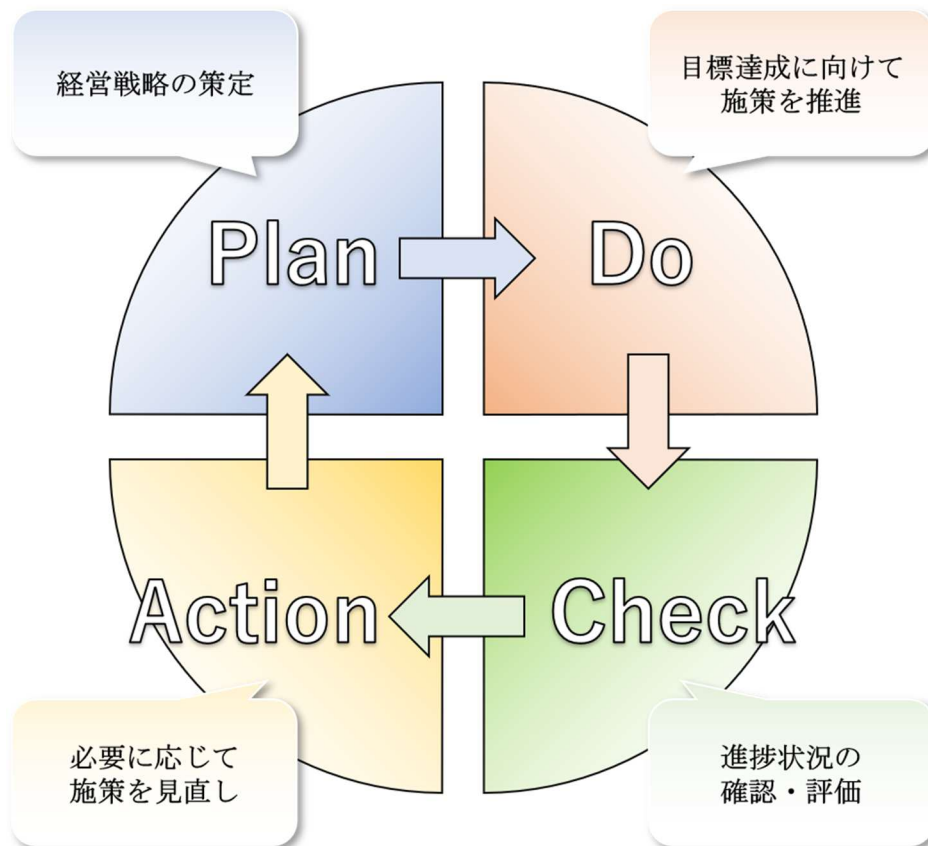 経営戦略の策定
目標達成に向けて
施策を推進
Plan
Do
Action
Check
必要に応じて
施策を見直し
進捗状況の
確認・評価